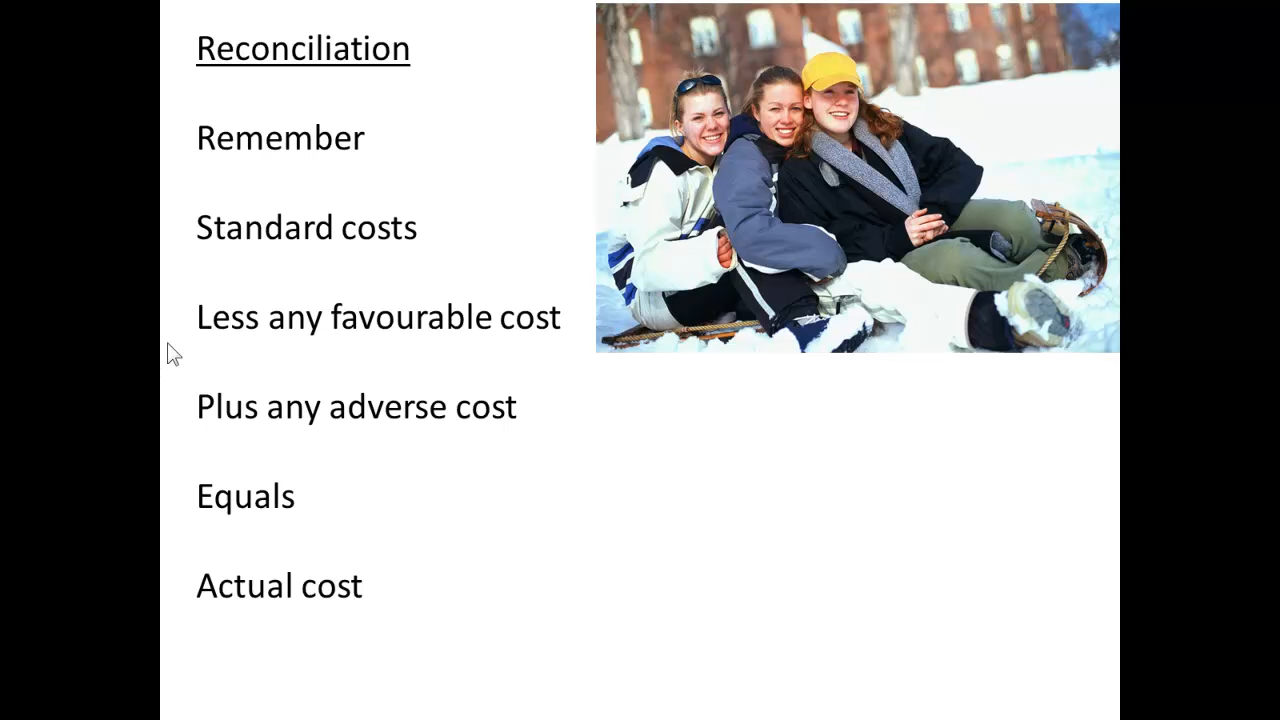 Reconciliation
Remember
Standard costs
Less any favourable cost
Plus any adverse cost
Equals
Actual cost